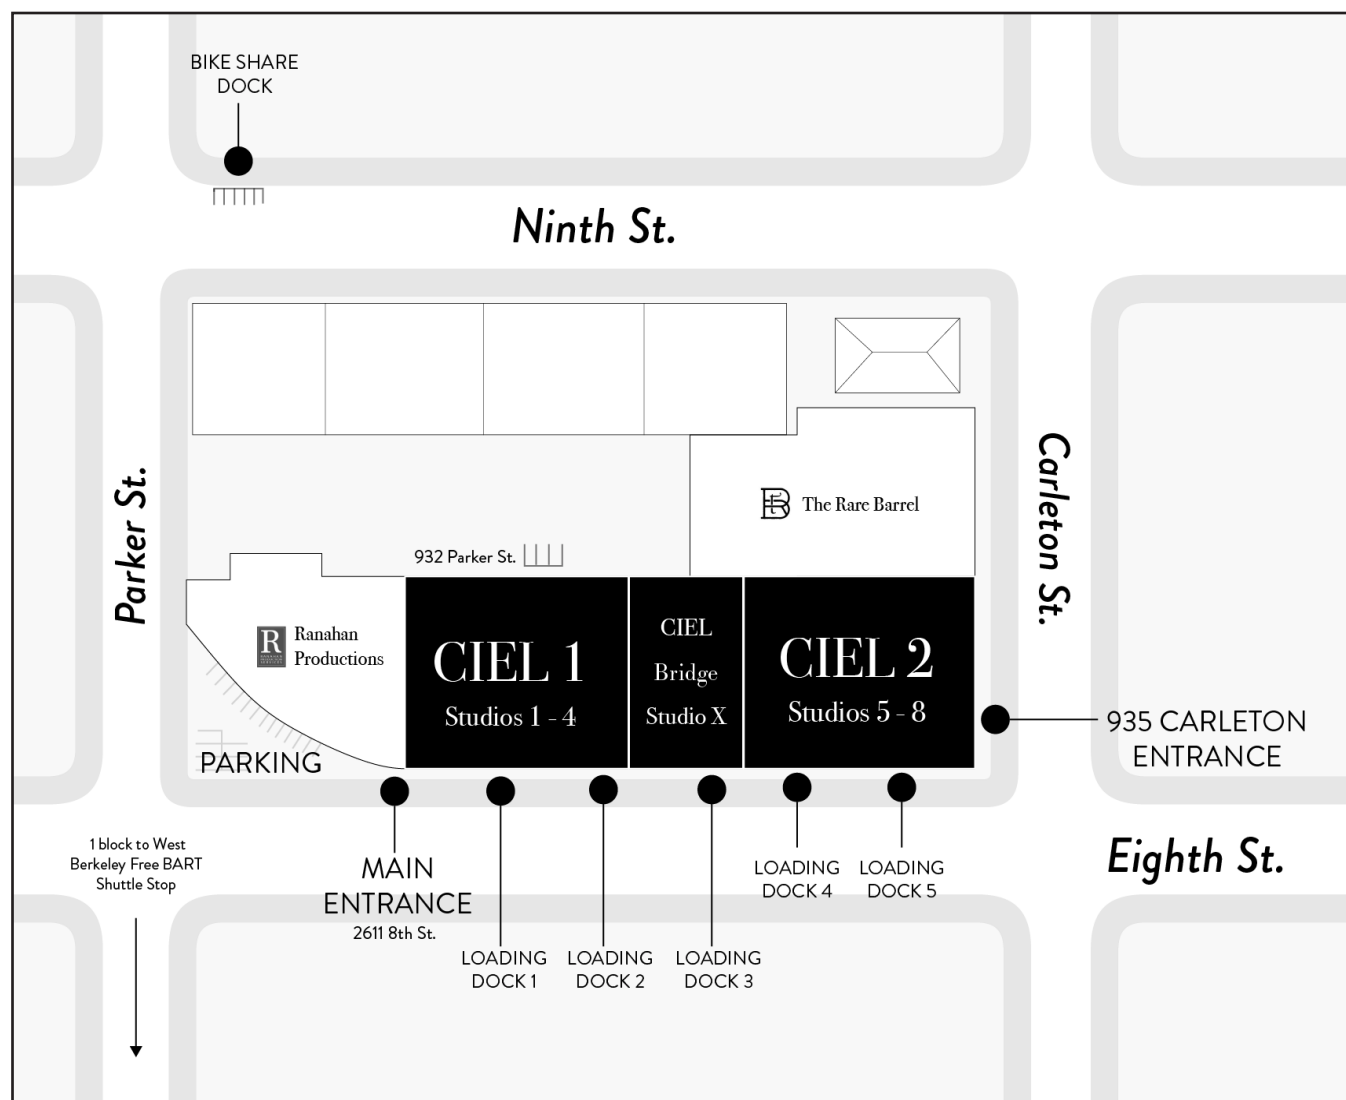 BIKE SHARE
DOCK
Ninth St.
Parker St.
Carleton St.
The Rare Barrel
932 Parker St.
R
Ranahan
Productions
CIEL 1
Studios 1 - 4
CIEL
Bridge
Studio X
CIEL 2
Studios 5 - 8
PARKING
935 CARLETON
ENTRANCE
1 block to West
Berkeley Free BART
Shuttle Stop
MAIN
ENTRANCE
2611 8th St.
LOADING
DOCK 1
LOADING
DOCK 2
LOADING
DOCK 3
LOADING
DOCK 4
LOADING
DOCK 5
Eighth St.